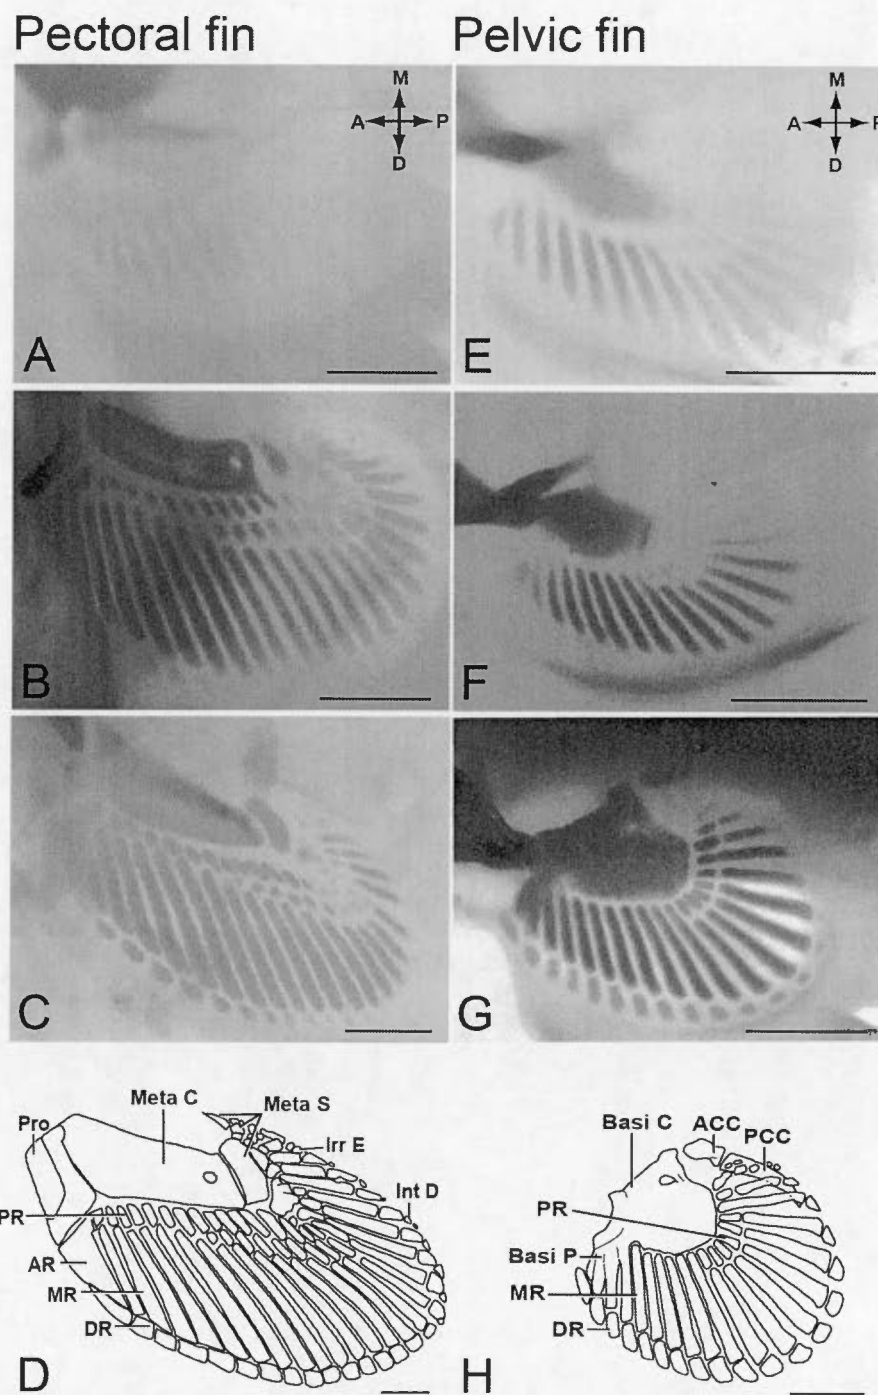 Pectoral fin
Pelvic fin
M
A P
D
A
M
A P
D
E
B
F
C
G
Meta C
Meta S
Pro
Irr E
Int D
PR
AR
MR
DR
D
Basi C
ACC
PCC
PR
Basi P
MR
DR
H